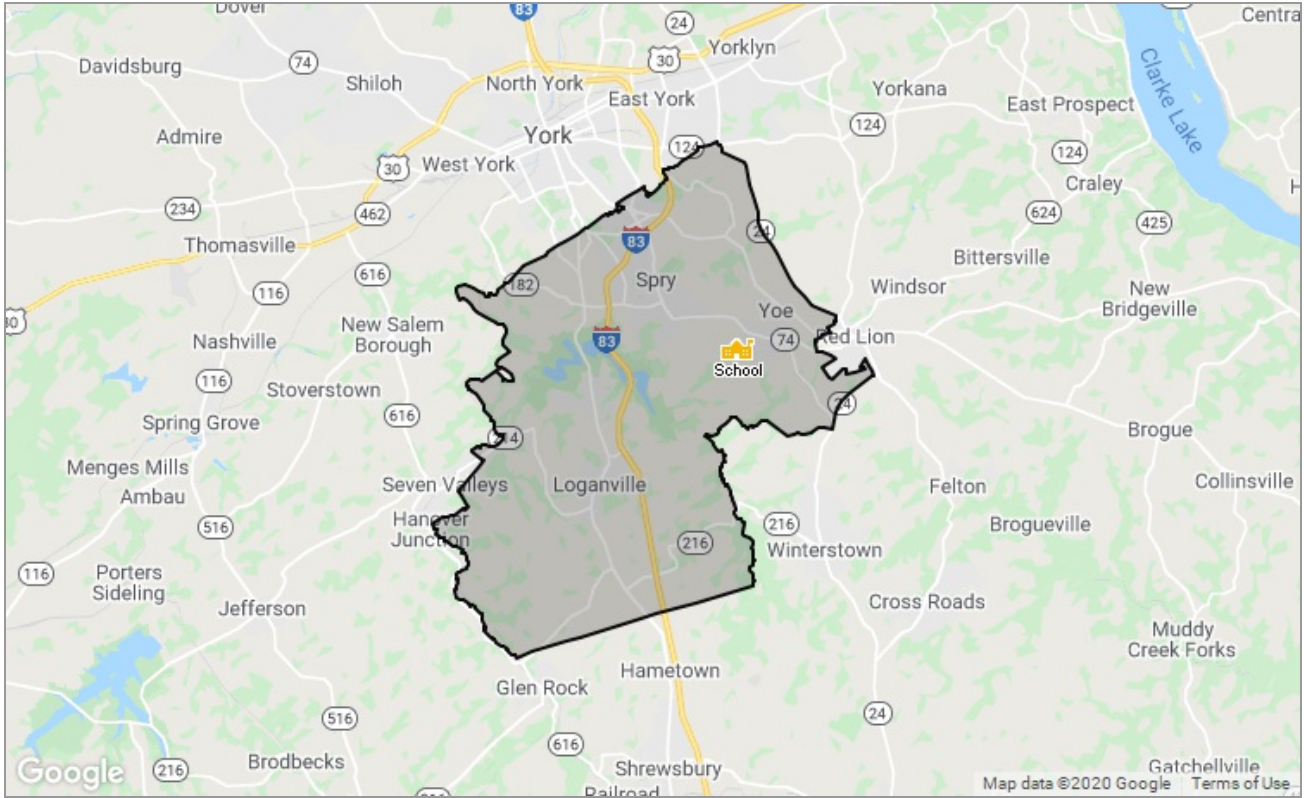 Dover
83
24
Centra
Davidsburg
74
Shiloh
North York
30
Yorklyn
East York
Yorkana
East Prospect
Clarke Lake
Admire
York
124
124
124
West York
30
Craley
H
234
462
624
425
Thomasville
616
83
24
Bittersville
116
182
Spry
Windsor
New
Bridgeville
30
New Salem
Borough
Yoe
Nashville
83
74
Red Lion
School
116
Stoverstown
616
24
Spring Grove
214
Brogue
Menges Mills
Seven Valleys
Loganville
Felton
Collinsville
Ambau
516
Hanover
Junction
216
216
Brogueville
Winterstown
116
Porters
Sideling
Jefferson
Cross Roads
Muddy
Creek Forks
Hametown
Glen Rock
516
24
616
Brodbecks
216
Shrewsbury
Gatchellville
Railroad
Google
Map data ©2020 Google
Terms of Use